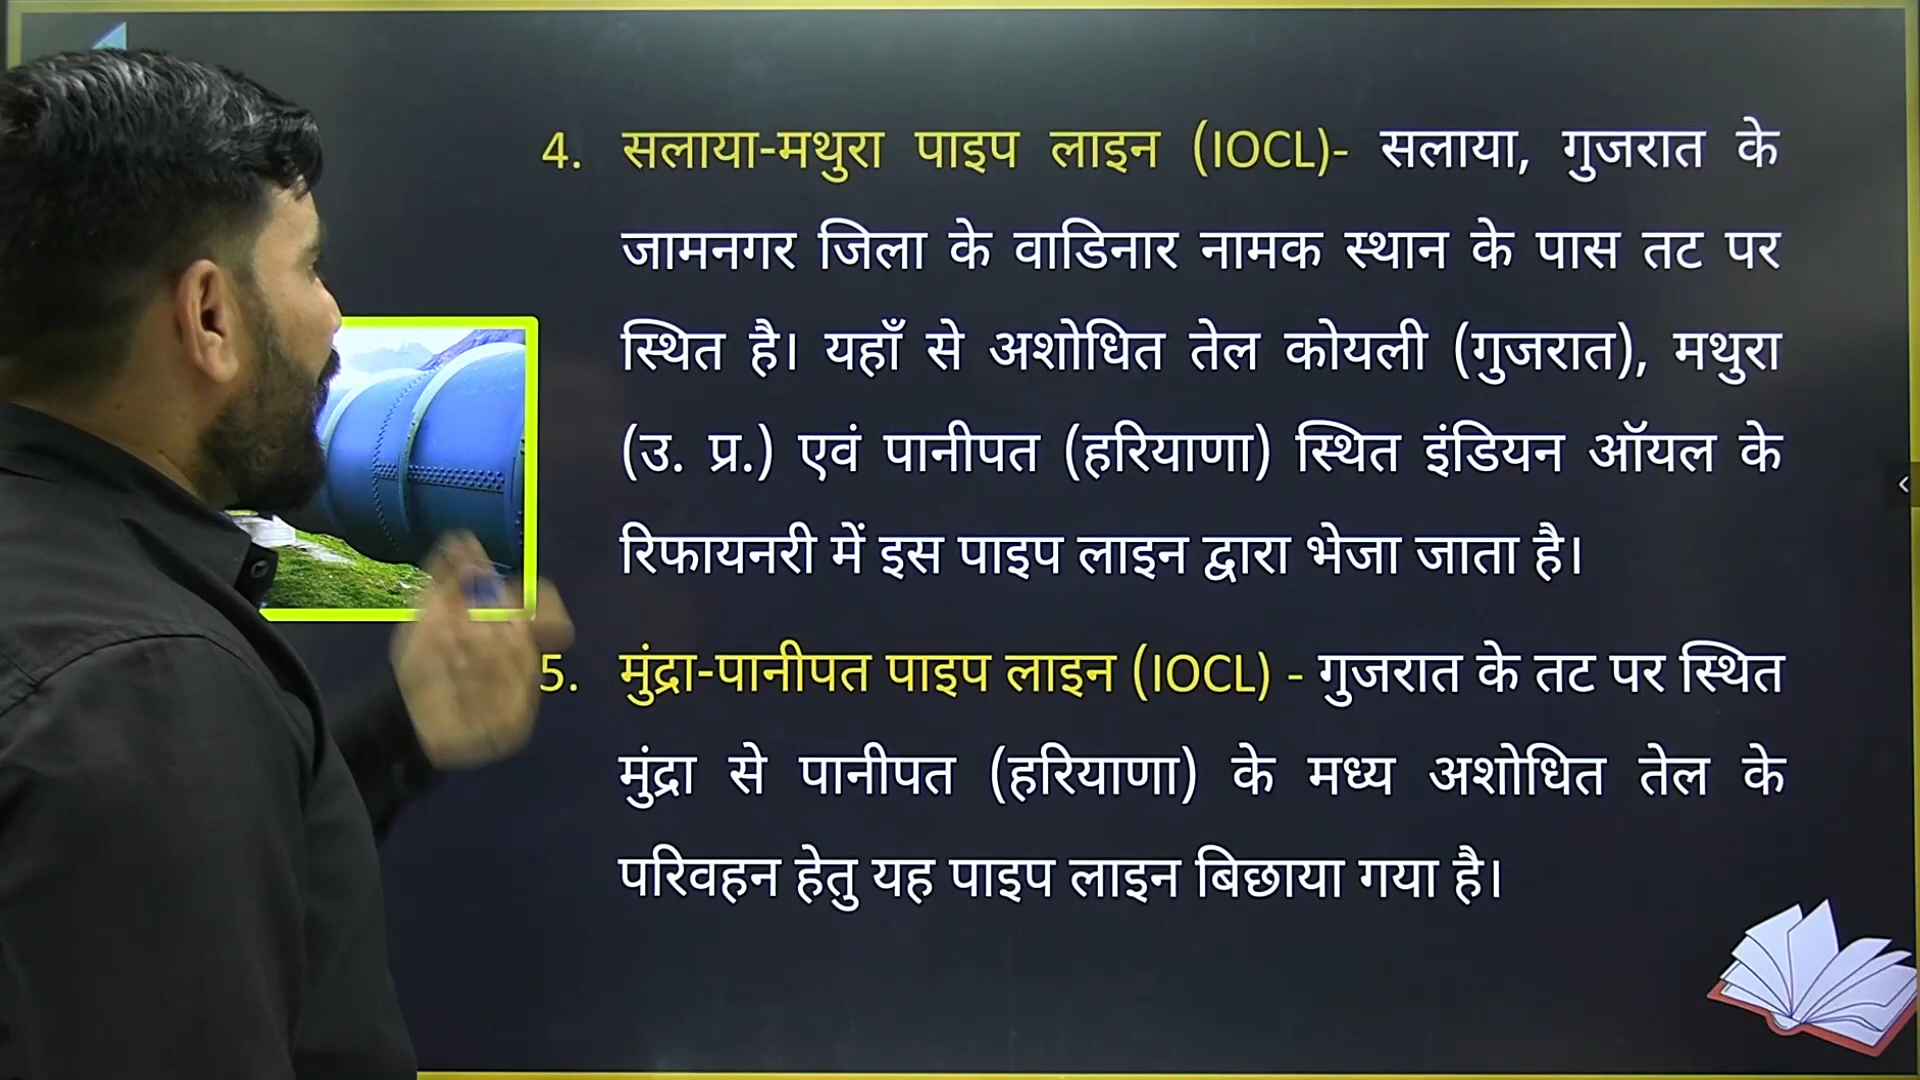 4. सलाया-मथुरा पाइप लाइन (IOCL)- सलाया, गुजरात के
जामनगर जिला के वाडिनार नामक स्थान के पास तट पर
स्थित है। यहाँ से अशोधित तेल कोयली (गुजरात), मथुरा
(उ. प्र.) एवं पानीपत (हरियाणा) स्थित इंडियन ऑयल के
रिफायनरी में इस पाइप लाइन द्वारा भेजा जाता है।
5. मुंद्रा-पानीपत पाइप लाइन (IOCL) - गुजरात के तट पर स्थित
मुंद्रा से पानीपत (हरियाणा) के मध्य अशोधित तेल के
परिवहन हेतु यह पाइप लाइन बिछाया गया है।